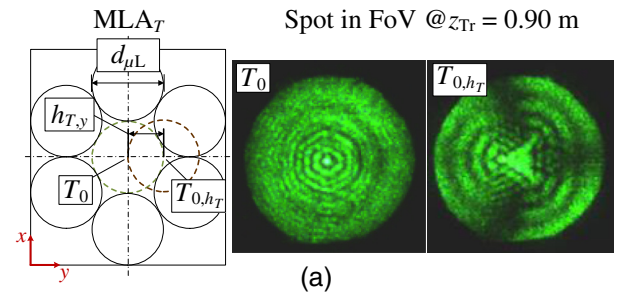 MLA_T
Spot in FoV @z_Tr = 0.90 m
d_μL
h_T,y
T_0
T_0,h_T
x
y
T_0
T_0,h_T
(a)